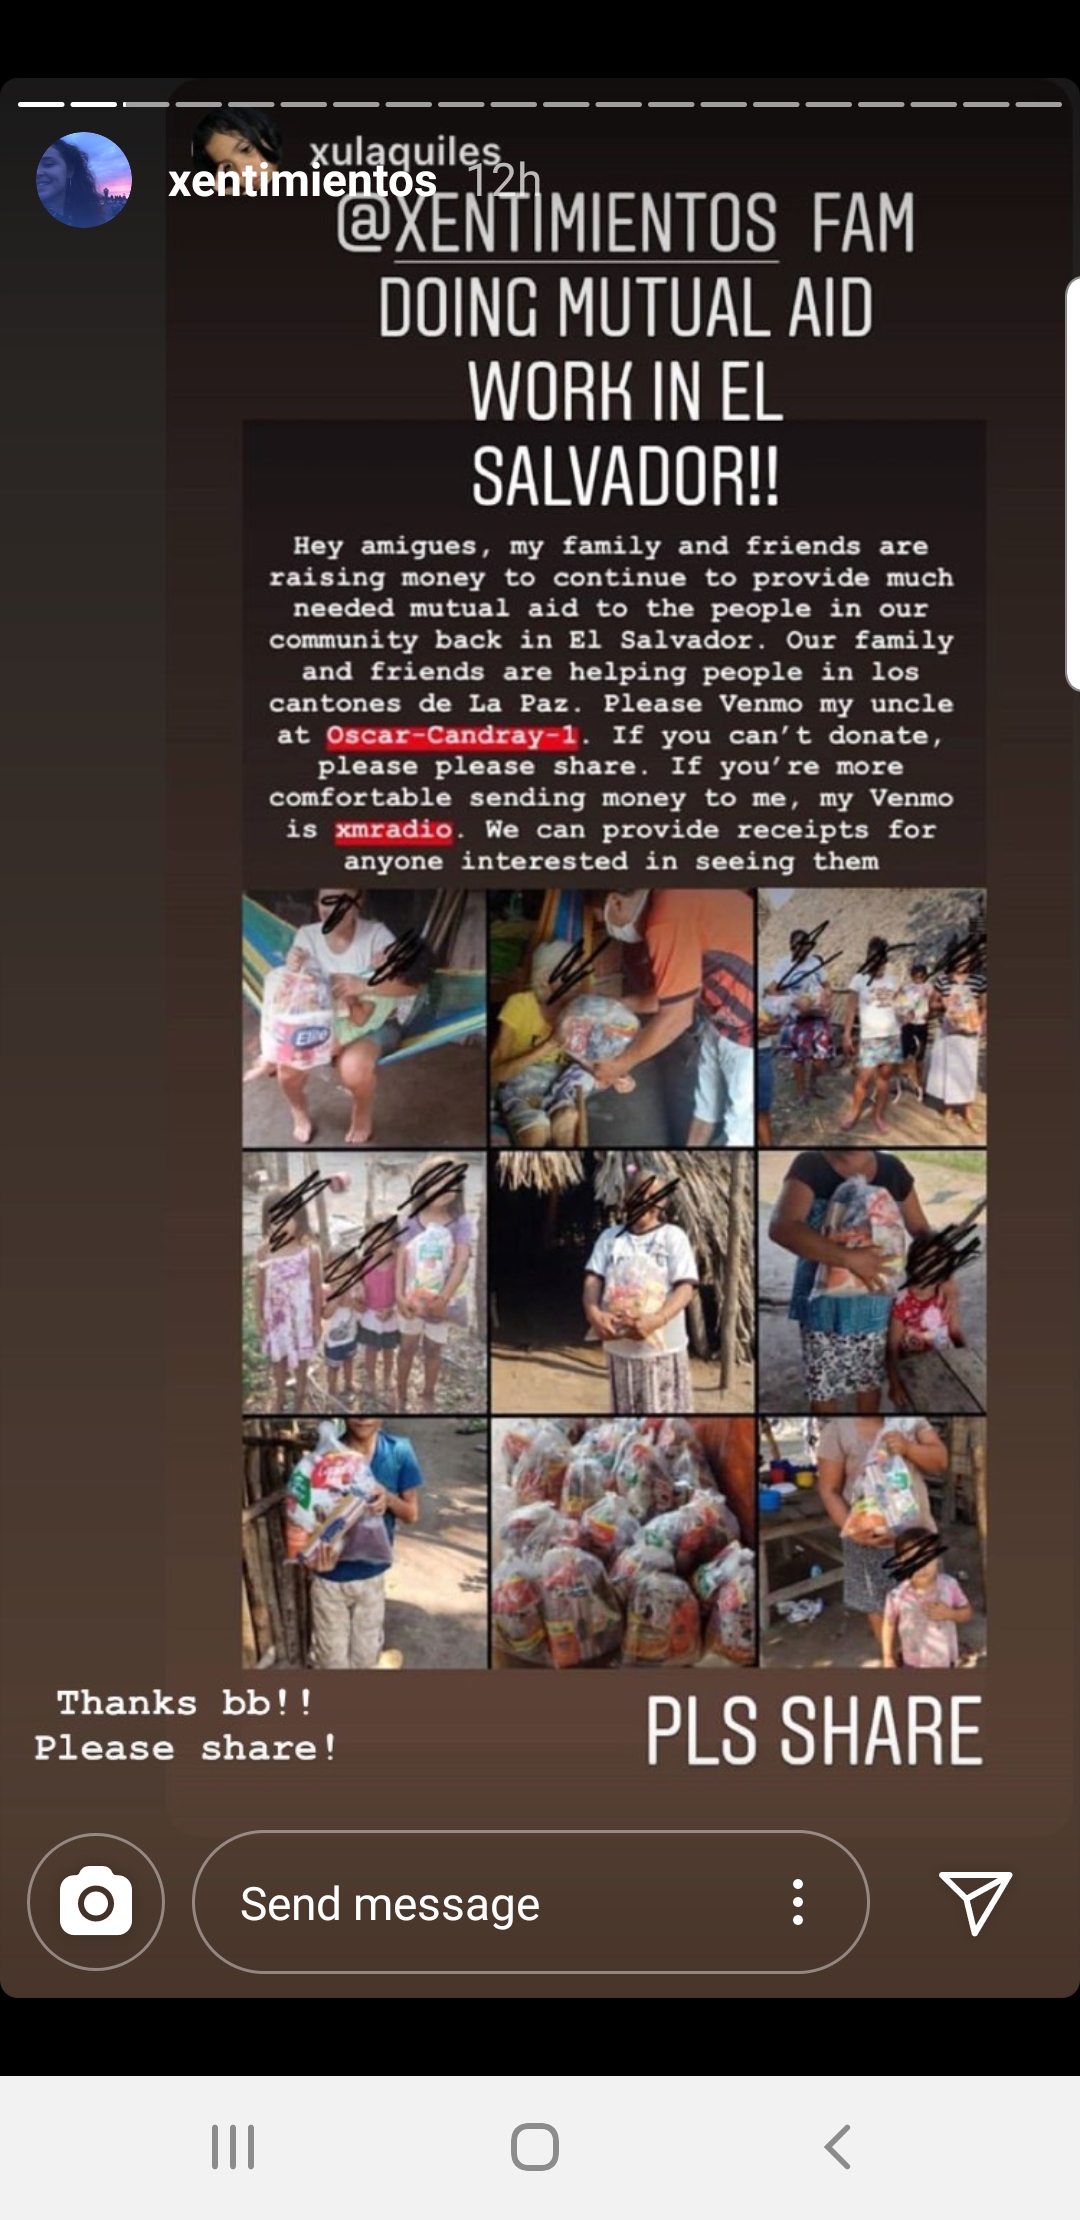 xulaquiles
xentimientos 12h
@XENTIMIENTOS FAM
DOING MUTUAL AID
WORK IN EL
SALVADOR!!
Hey amigues, my family and friends are
raising money to continue to provide much
needed mutual aid to the people in our
community back in El Salvador. Our family
and friends are helping people in los
cantones de La Paz. Please Venmo my uncle
at Oscar-Candray-1. If you can't donate,
please please share. If you're more
comfortable sending money to me, my Venmo
is xmradio. We can provide receipts for
anyone interested in seeing them
Elite
Thanks bb!!
Please share!
PLS SHARE
Send message